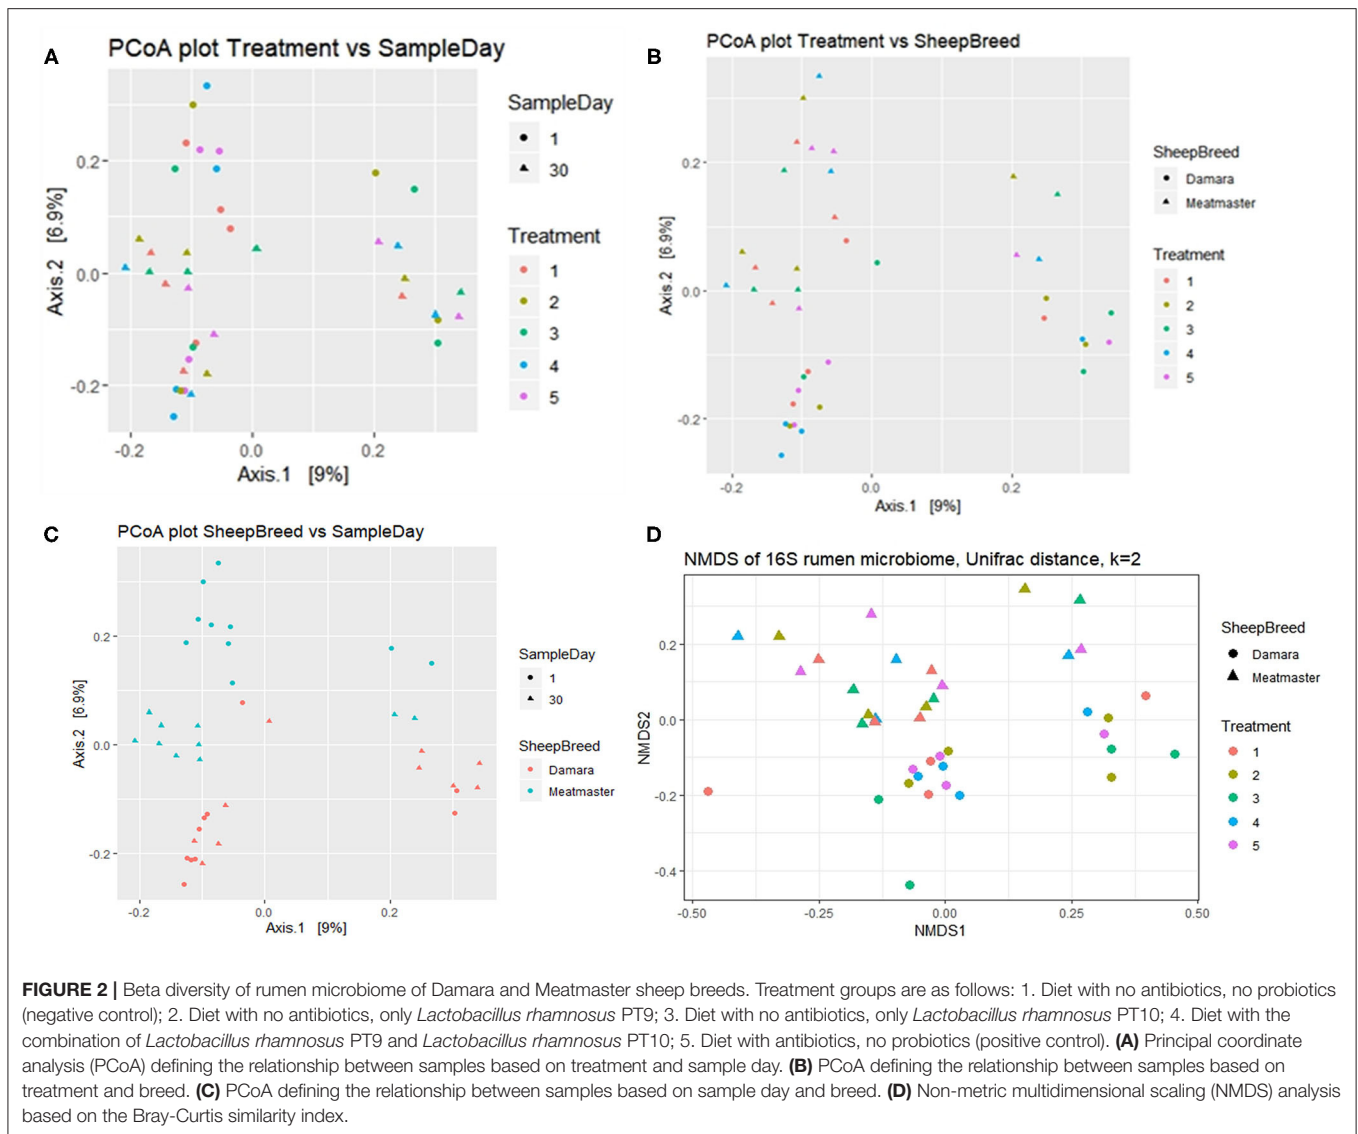 A
PCoA plot Treatment vs SampleDay
Axis.2 [6.9%]
0.2
0.0
-0.2
-0.2
0.0
0.2
Axis.1 [9%]
SampleDay
1
30
Treatment
1
2
3
4
5
B
PCoA plot Treatment vs SheepBreed
Axis.2 [6.9%]
0.2
0.0
-0.2
-0.2
0.0
0.2
Axis.1 [9%]
SheepBreed
Damara
Meatmaster
Treatment
1
2
3
4
5
C
PCoA plot SheepBreed vs SampleDay
Axis.2 [6.9%]
0.2
0.0
-0.2
-0.2
0.0
0.2
Axis.1 [9%]
SampleDay
1
30
SheepBreed
Damara
Meatmaster
D
NMDS of 16S rumen microbiome, Unifrac distance, k=2
NMDS2
0.2
0.0
-0.2
-0.4
-0.50
-0.25
0.00
0.25
0.50
NMDS1
SheepBreed
Damara
Meatmaster
Treatment
1
2
3
4
5
FIGURE 2 | Beta diversity of rumen microbiome of Damara and Meatmaster sheep breeds. Treatment groups are as follows: 1. Diet with no antibiotics, no probiotics
(negative control); 2. Diet with no antibiotics, only Lactobacillus rhamnosus PT9; 3. Diet with no antibiotics, only Lactobacillus rhamnosus PT10; 4. Diet with the
combination of Lactobacillus rhamnosus PT9 and Lactobacillus rhamnosus PT10; 5. Diet with antibiotics, no probiotics (positive control). (A) Principal coordinate
analysis (PCoA) defining the relationship between samples based on treatment and sample day. (B) PCoA defining the relationship between samples based on
treatment and breed. (C) PCoA defining the relationship between samples based on sample day and breed. (D) Non-metric multidimensional scaling (NMDS) analysis
based on the Bray-Curtis similarity index.